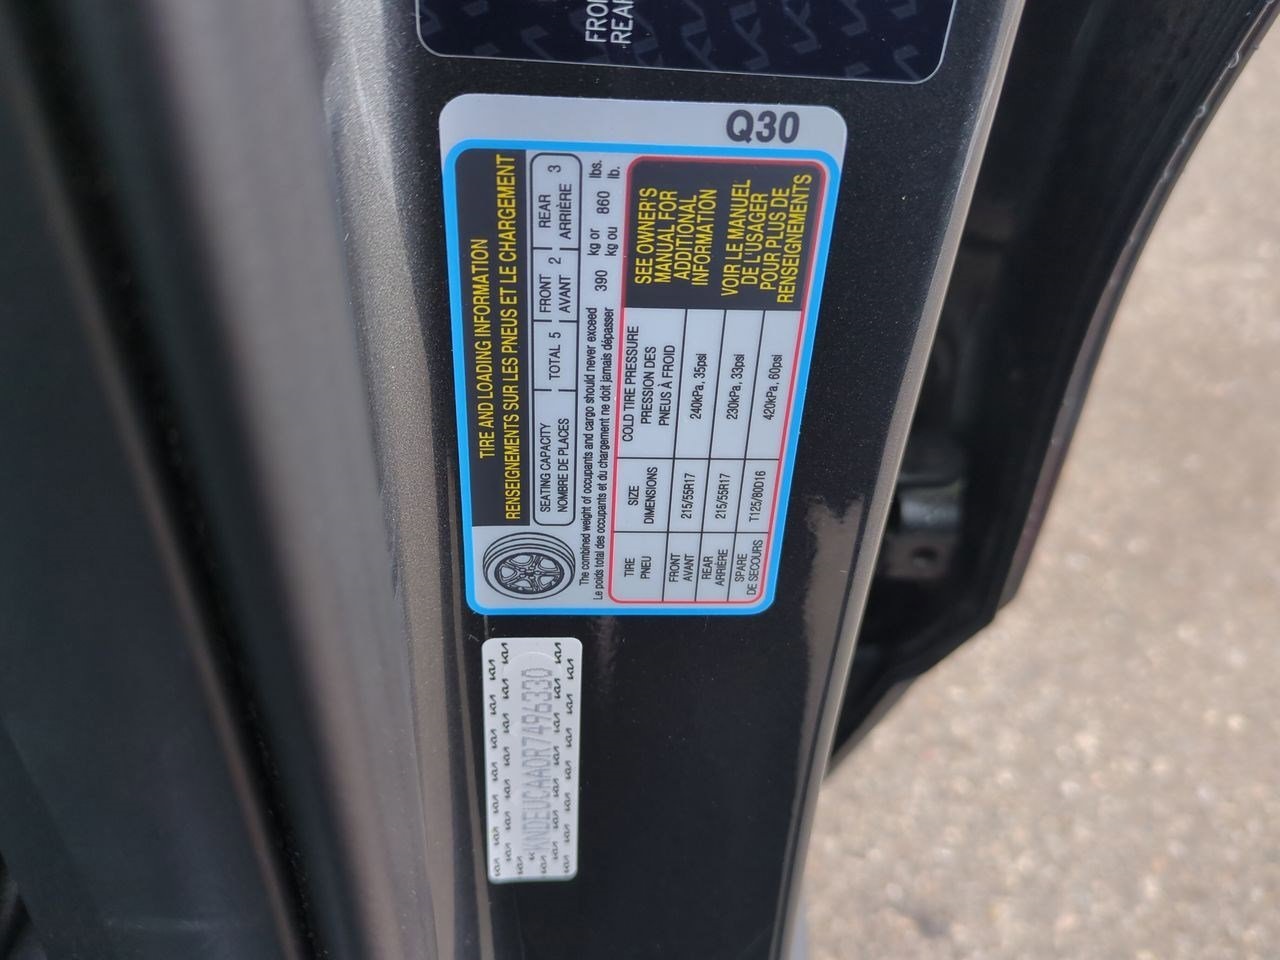 FRO
REAR
Q30
TIRE AND LOADING INFORMATION
RENSEIGNEMENTS SUR LES PNEUS ET LE CHARGEMENT
SEATING CAPACITY
NOMBRE DE PLACES
TOTAL 5
FRONT
AVANT 2
REAR
ARRIÈRE 3
The combined weight of occupants and cargo should never exceed 390 kg or 860 lbs.
Le poids total des occupants et du chargement ne doit jamais dépasser kg ou lb.
TIRE
PNEU
SIZE
DIMENSIONS
COLD TIRE PRESSURE
PRESSION DES
PNEUS À FROID
FRONT
AVANT
215/55R17
240kPa, 35psi
REAR
ARRIÈRE
215/55R17
230kPa, 33psi
SPARE
DE SECOURS
T125/80D16
420kPa, 60psi
SEE OWNER'S
MANUAL FOR
ADDITIONAL
INFORMATION
VOIR LE MANUEL
DE L'USAGER
POUR PLUS DE
RENSEIGNEMENTS
KNDEUCAA0R7496330